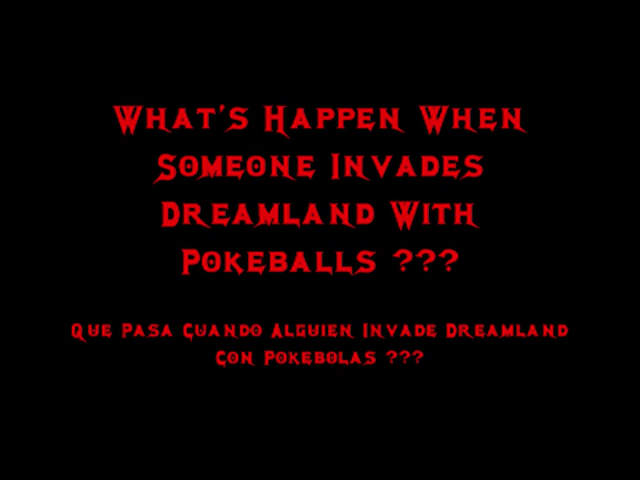 What's Happen When
Someone Invades
Dreamland With
Pokeballs ???
Que Pasa Cuando Alguien Invade Dreamland
Con Pokebolas ???